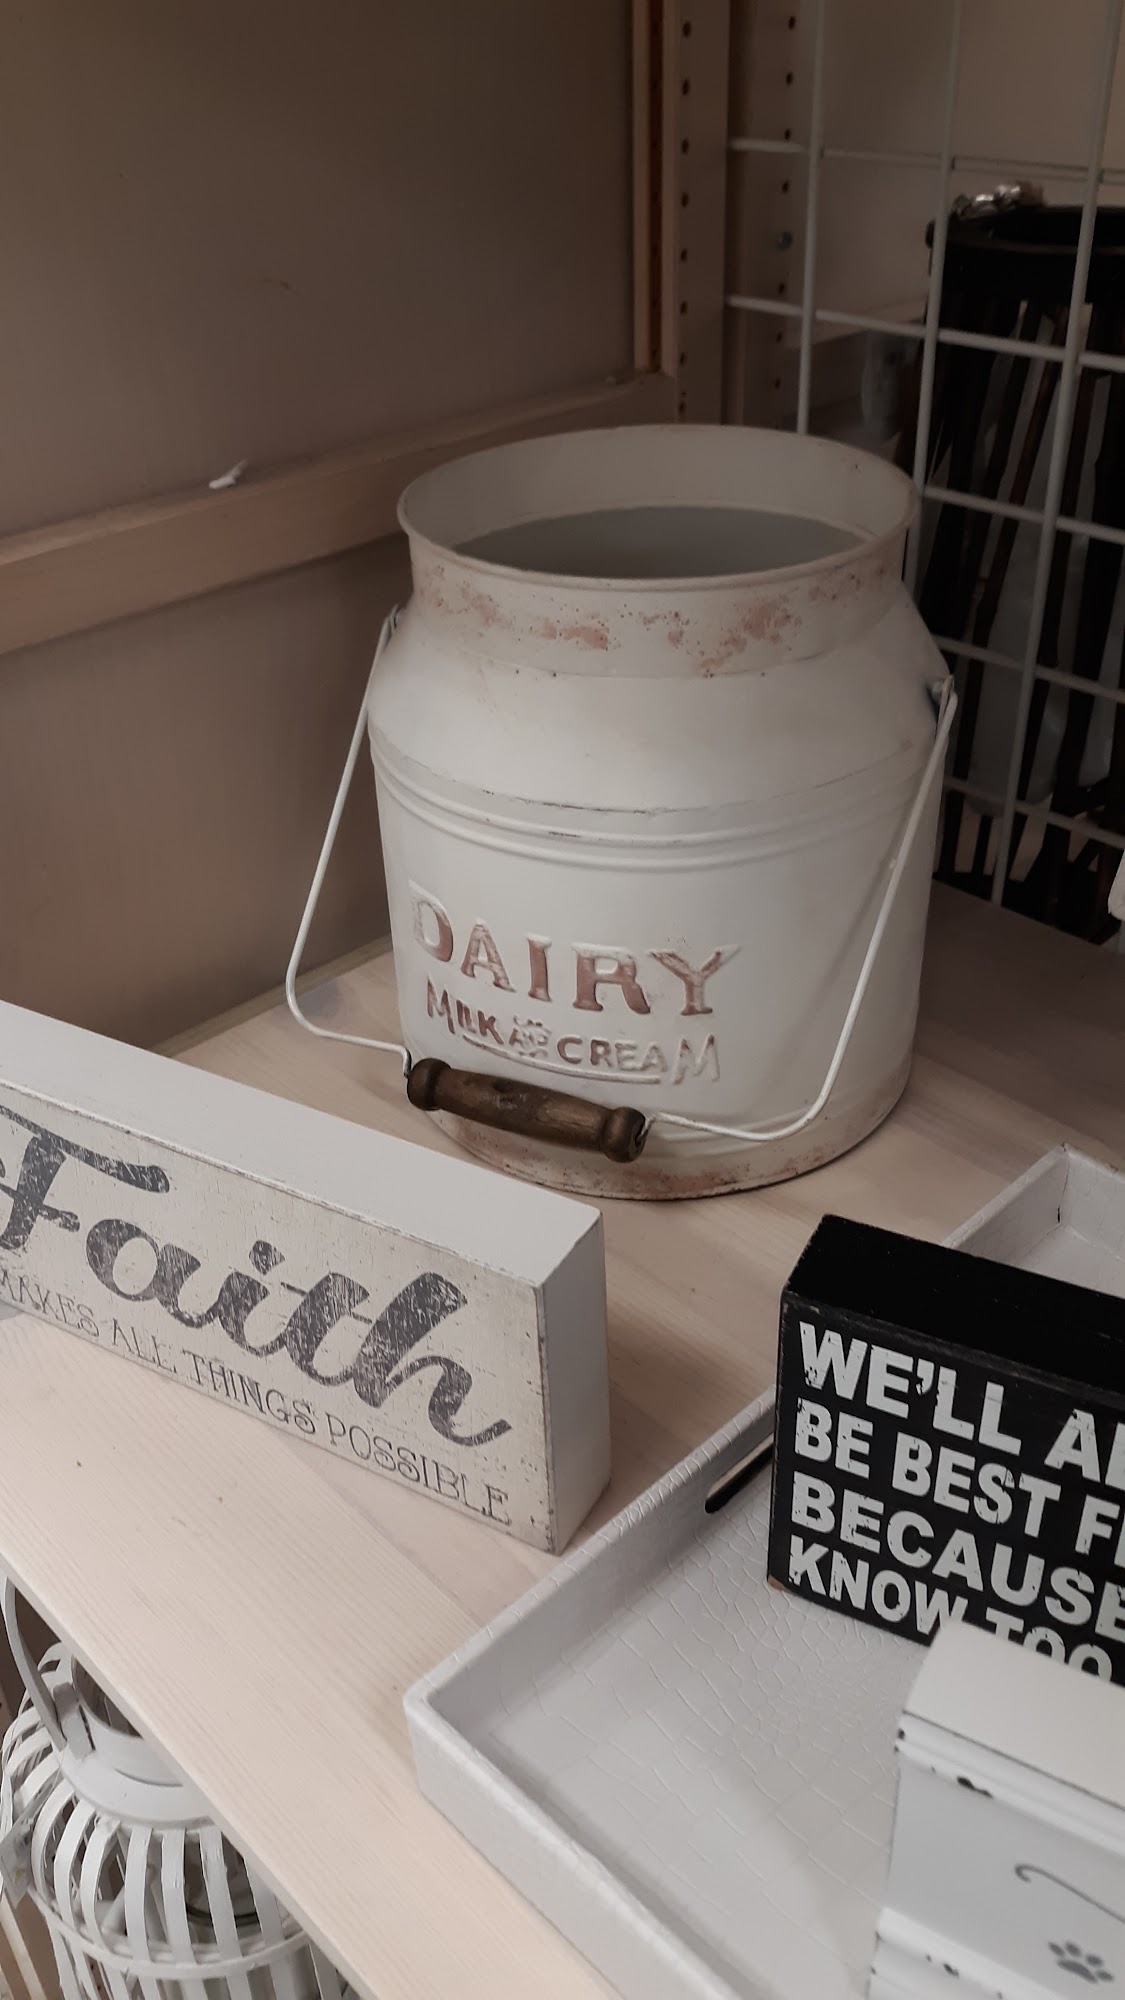 DAIRY
MILK AND CREAM
Faith
MAKES ALL THINGS POSSIBLE
WE'LL
BE BEST
BECAUSE
KNOW TOO